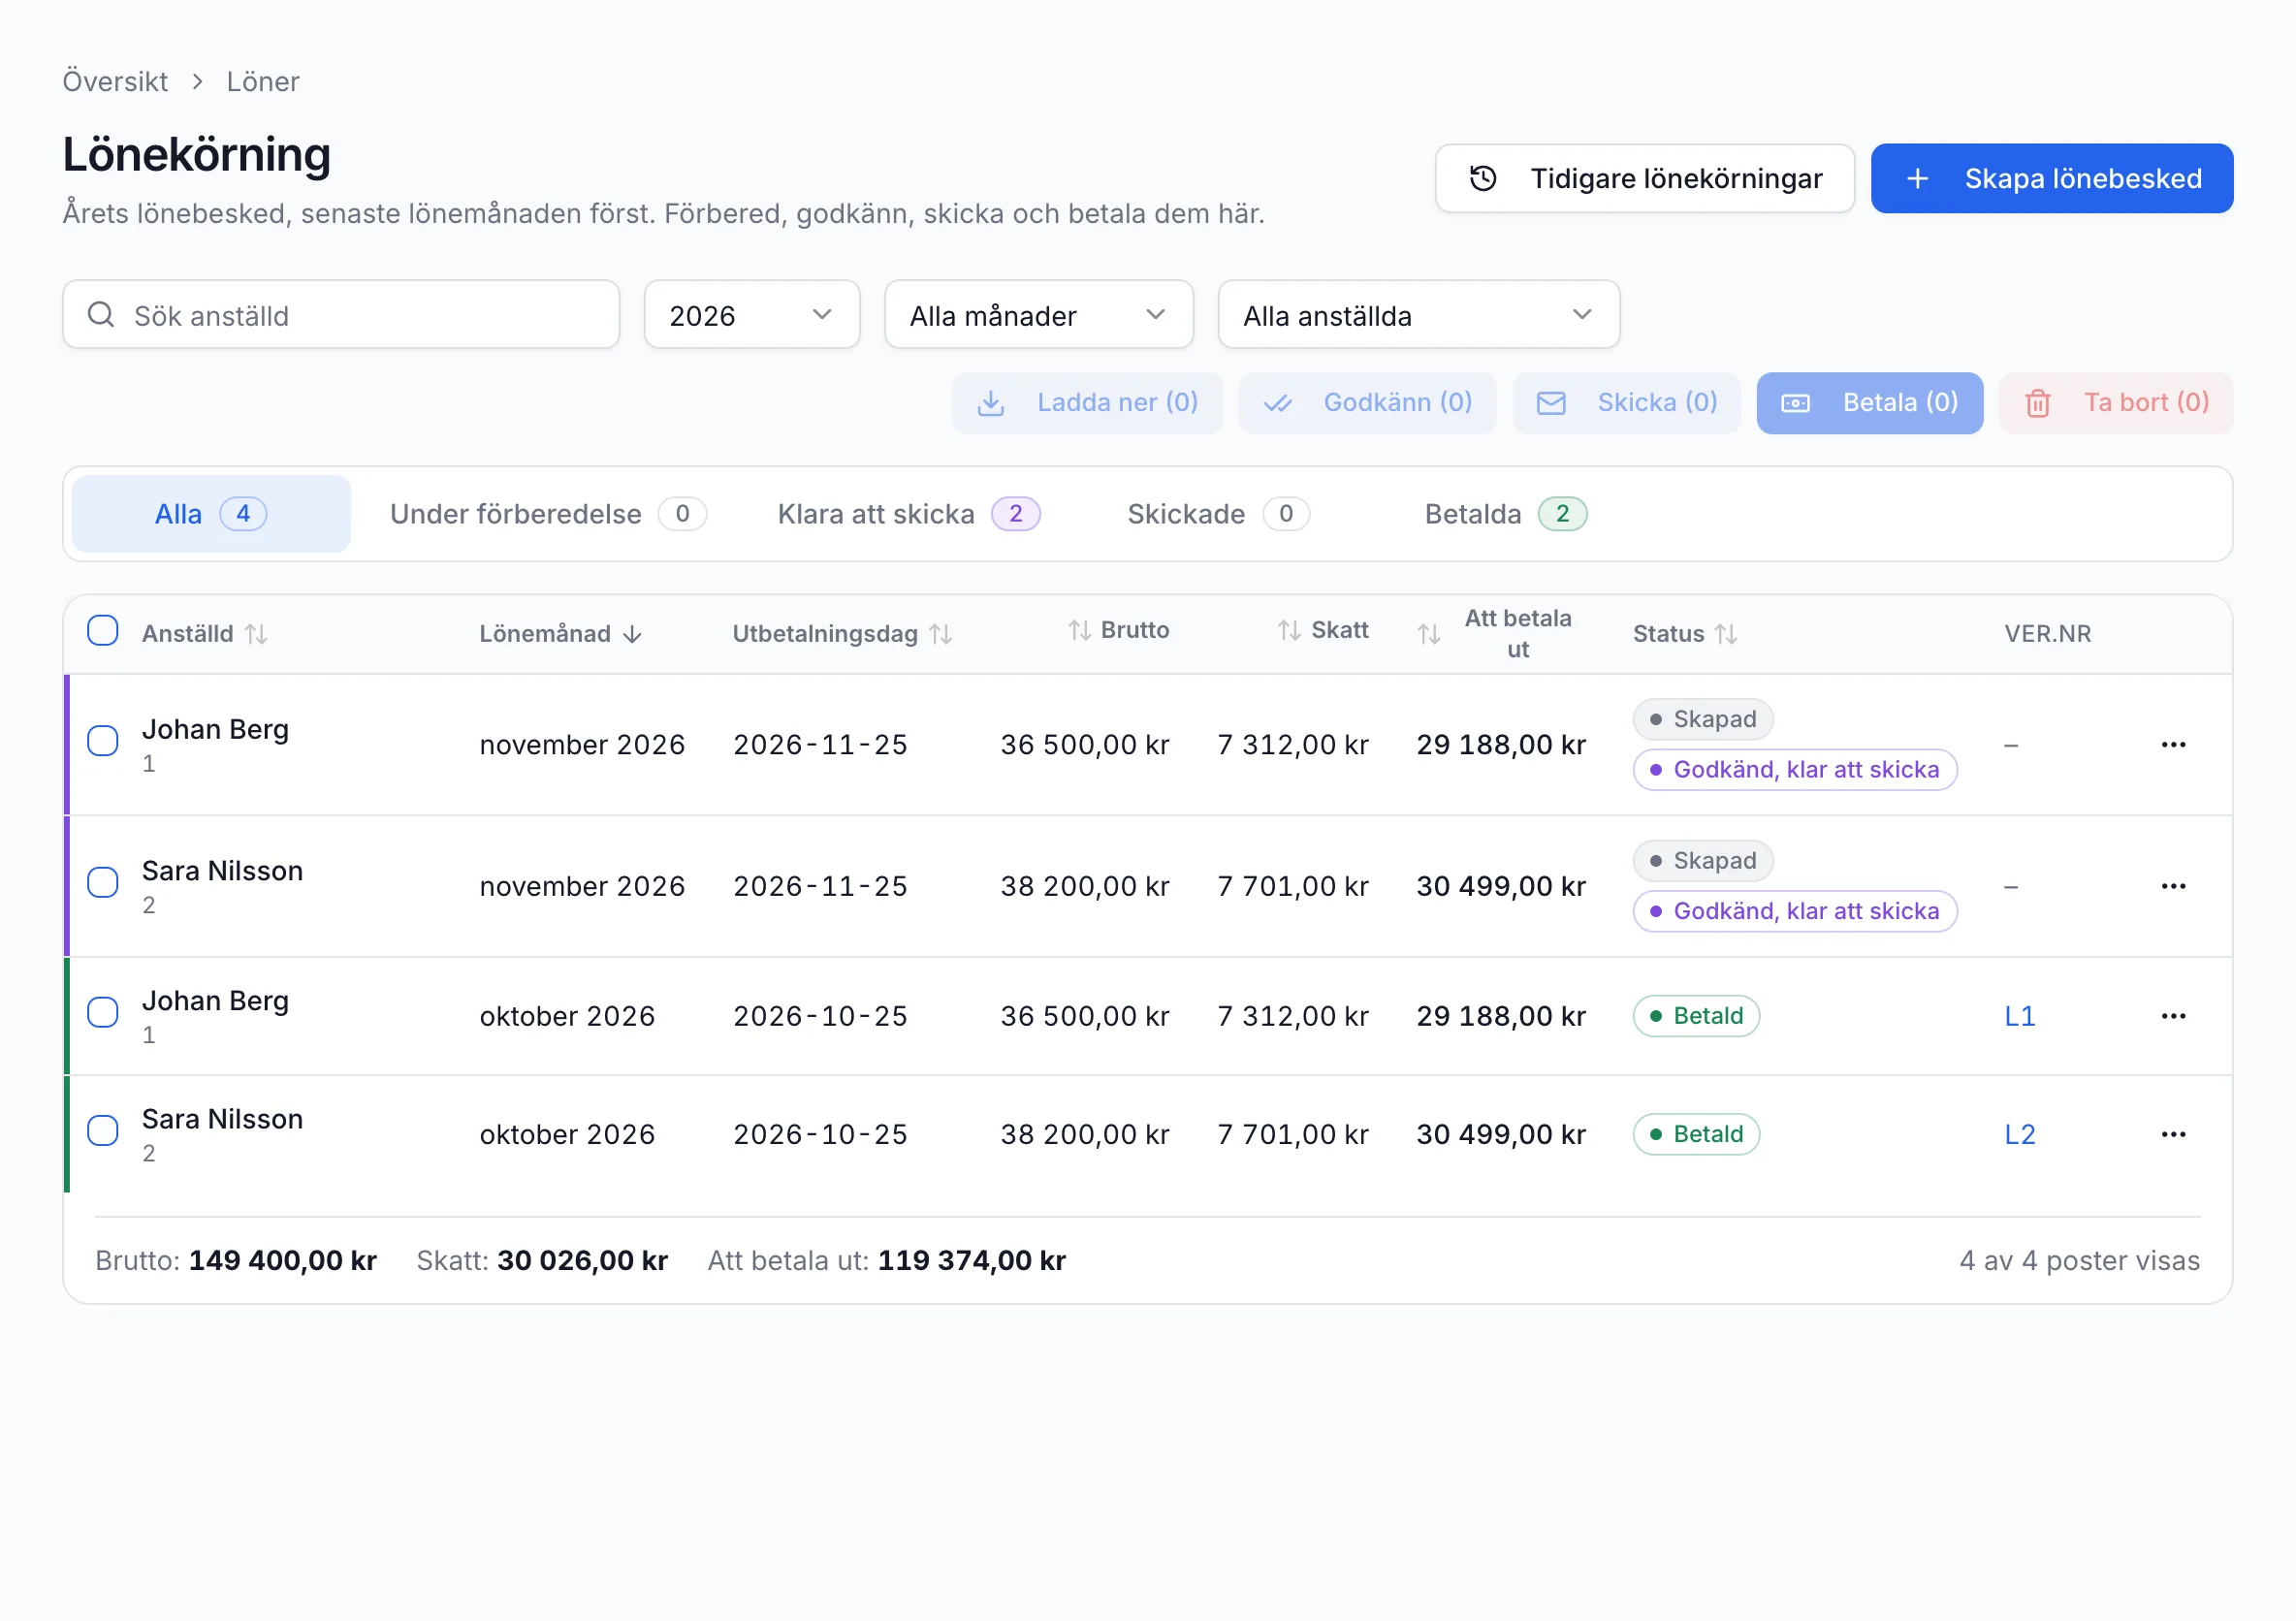 Översikt > Löner
Lönekörning
Årets lönebesked, senaste lönemånaden först. Förbered, godkänn, skicka och betala dem här.
Tidigare lönekörningar
Skapa lönebesked
Sök anställd
2026
Alla månader
Alla anställda
Ladda ner (0)
Godkänn (0)
Skicka (0)
Betala (0)
Ta bort (0)
Alla 4
Under förberedelse 0
Klara att skicka 2
Skickade 0
Betalda 2
Anställd Lönemånad Utbetalningsdag Brutto Skatt Att betala ut Status VER.NR
Johan Berg
1
november 2026 2026-11-25 36 500,00 kr 7 312,00 kr 29 188,00 kr
Skapad
Godkänd, klar att skicka
–
Sara Nilsson
2
november 2026 2026-11-25 38 200,00 kr 7 701,00 kr 30 499,00 kr
Skapad
Godkänd, klar att skicka
–
Johan Berg
1
oktober 2026 2026-10-25 36 500,00 kr 7 312,00 kr 29 188,00 kr Betald L1
Sara Nilsson
2
oktober 2026 2026-10-25 38 200,00 kr 7 701,00 kr 30 499,00 kr Betald L2
Brutto: 149 400,00 kr Skatt: 30 026,00 kr Att betala ut: 119 374,00 kr
4 av 4 poster visas